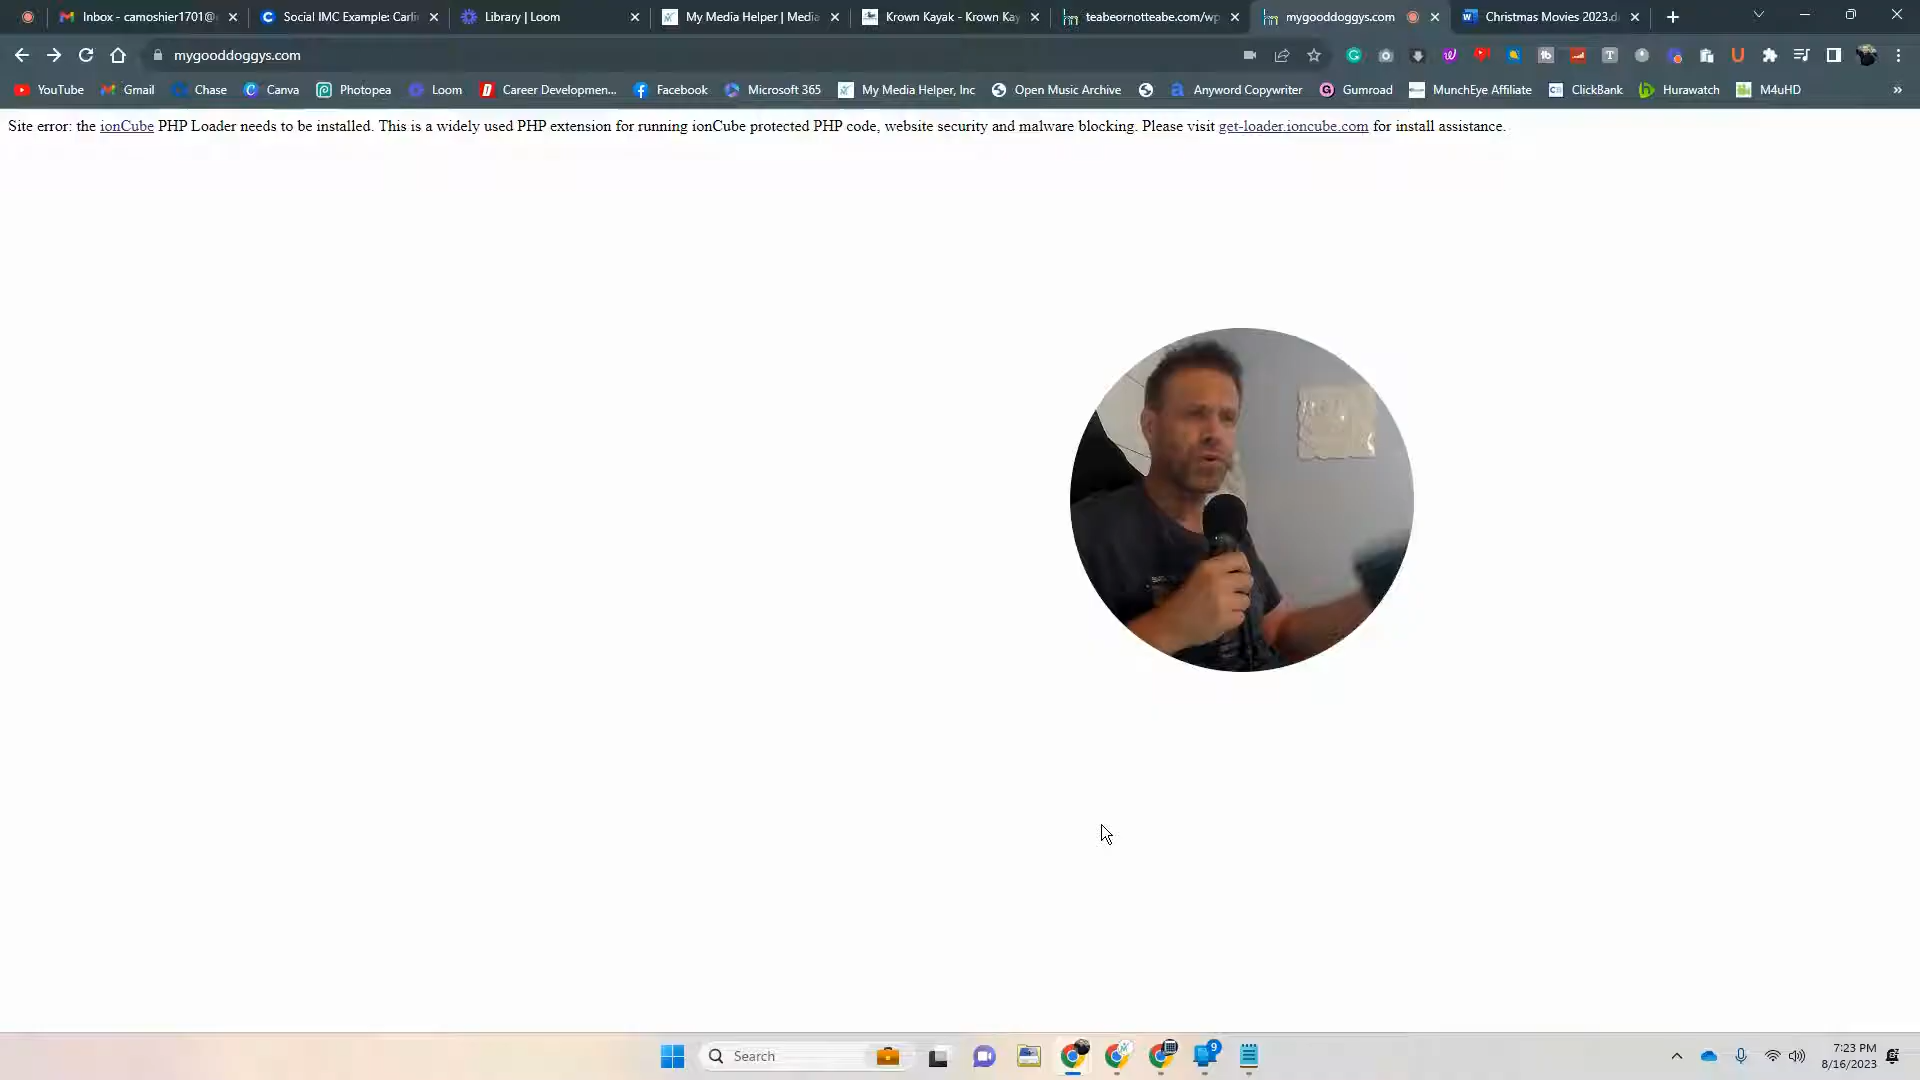 Inbox - camoshier1701@ Social IMC Example: Carli Library | Loom My Media Helper | Media Krown Kayak - Krown Kay teabeornotteabe.com/wp mygooddoggys.com Christmas Movies 2023.d
mygooddoggys.com
YouTube Gmail Chase Canva Photopea Loom Career Developmen... Facebook Microsoft 365 My Media Helper, Inc Open Music Archive Anyword Copywriter Gumroad MunchEye Affiliate ClickBank Hurawatch M4uHD »
Site error: the ionCube PHP Loader needs to be installed. This is a widely used PHP extension for running ionCube protected PHP code, website security and malware blocking. Please visit get-loader.ioncube.com for install assistance.
Search 9 7:23 PM
8/16/2023